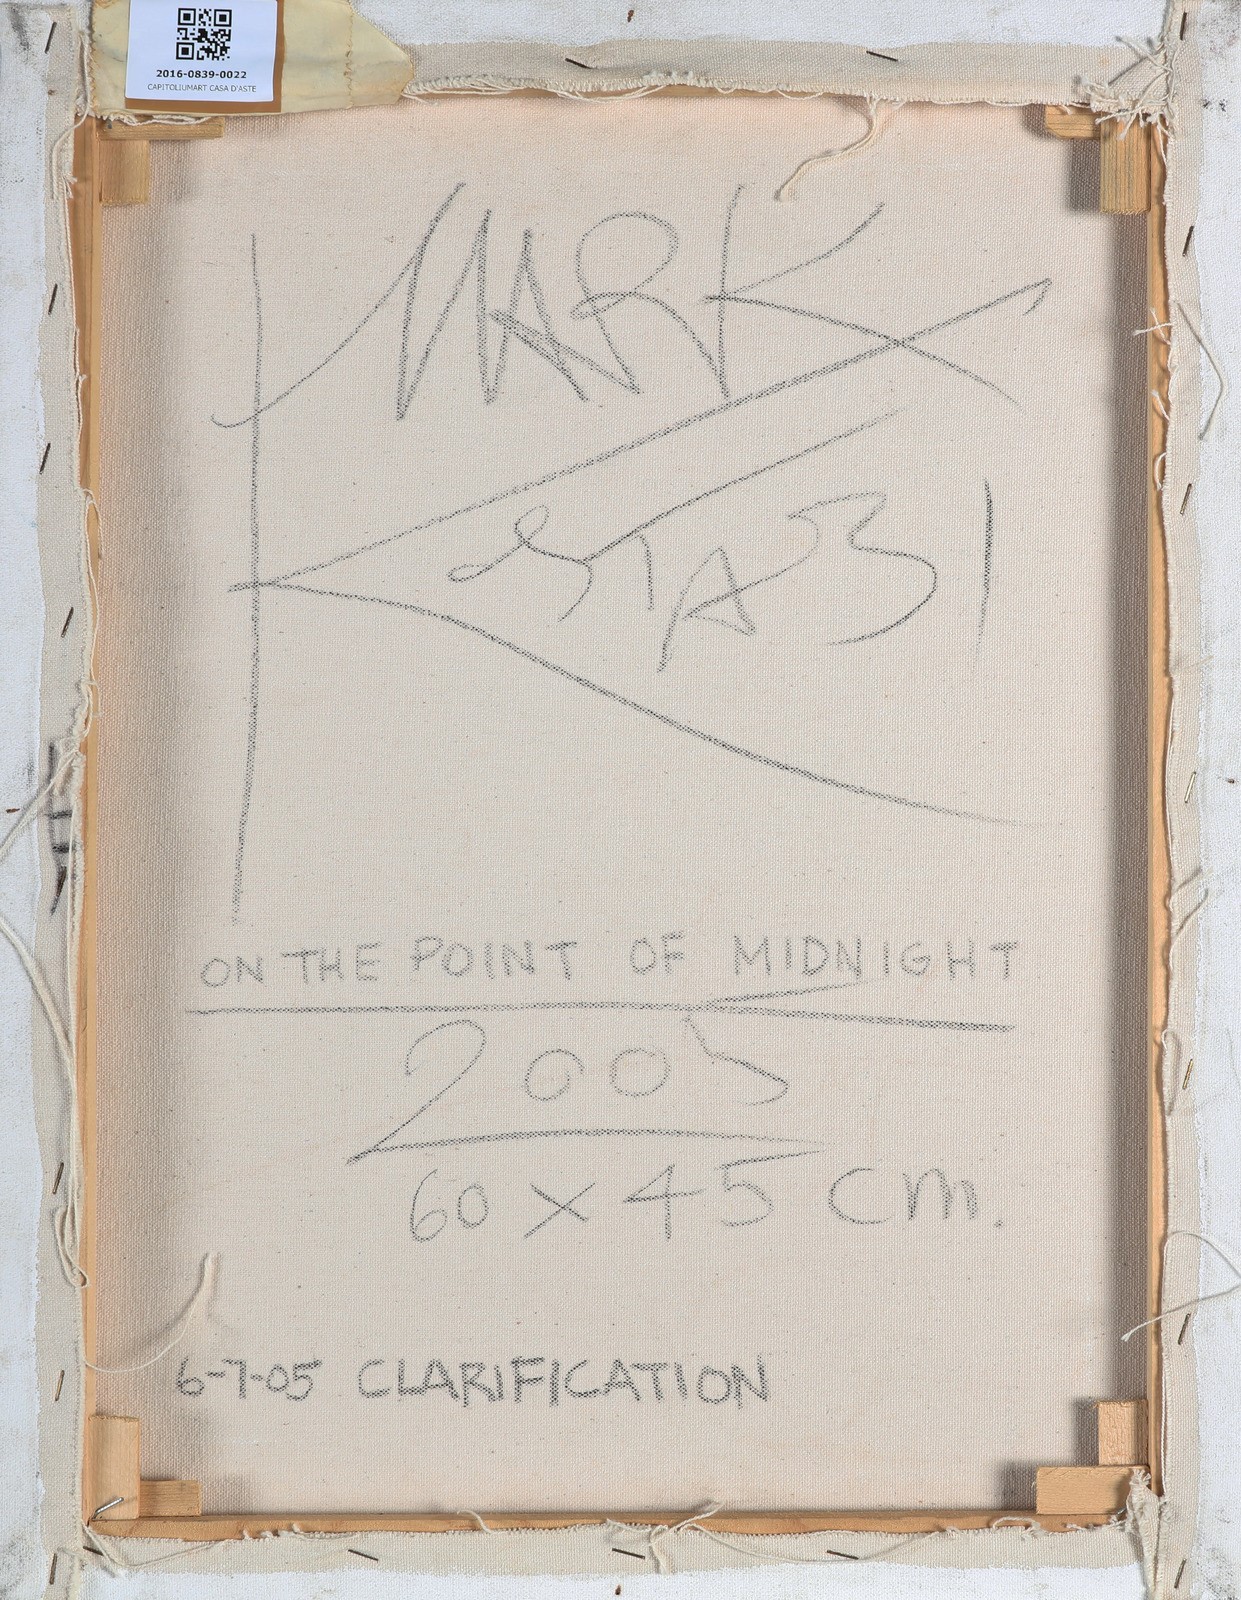 2016-0839-0022
CAPITOLIUMART CASA D'ASTE
MARK
K
STABI
ON THE POINT OF MIDNIGHT
2005
60 x 45 cm.
6-7-05 CLARIFICATION